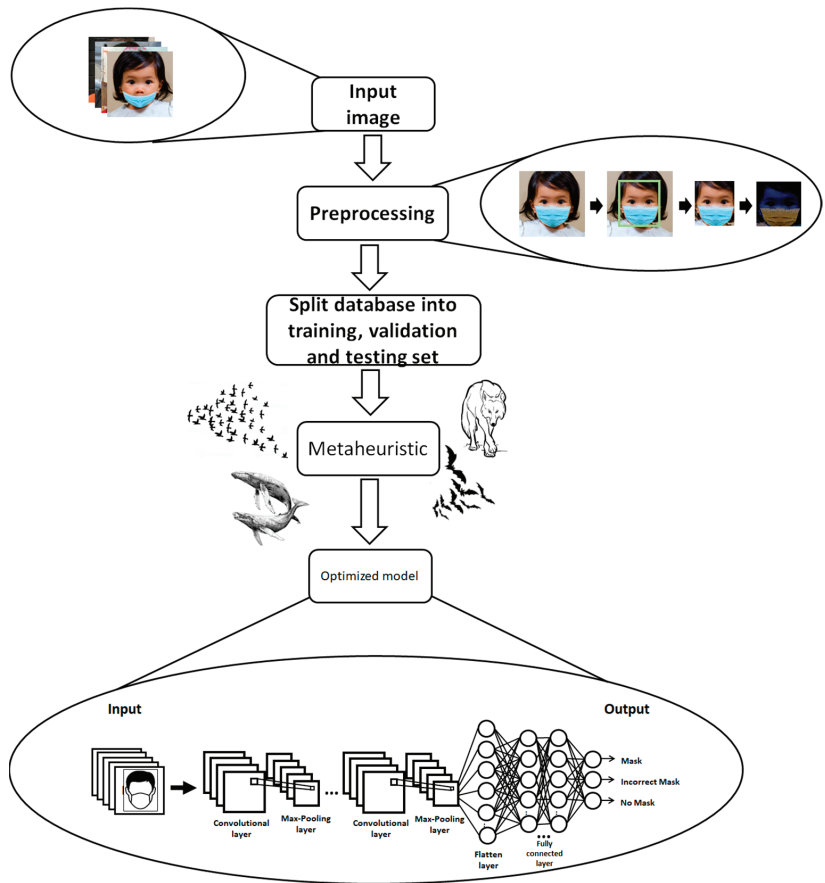 Input
image
Preprocessing
Split database into
training, validation
and testing set
Metaheuristic
Optimized model
Input
Output
Mask
Incorrect Mask
No Mask
...
Convolutional
layer
Max-Pooling
layer
Convolutional
layer
Max-Pooling
layer
Flatten
layer
...
Fully
connected
layer